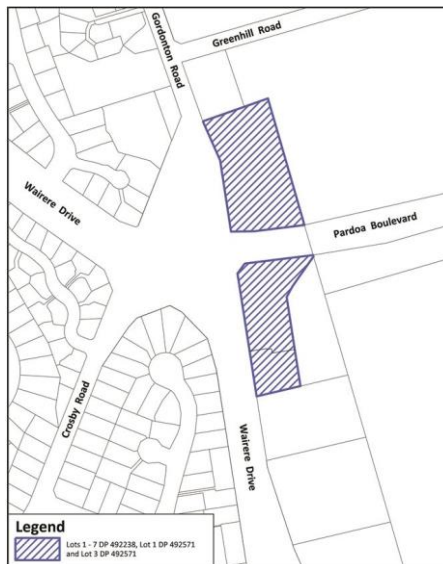 Greenhill Road
Gordonton Road
Wairere Drive
Pardoa Boulevard
Crosby Road
Wairere Drive
Legend
Lots 1 - 7 DP 492238, Lot 1 DP 492571
and Lot 3 DP 492571